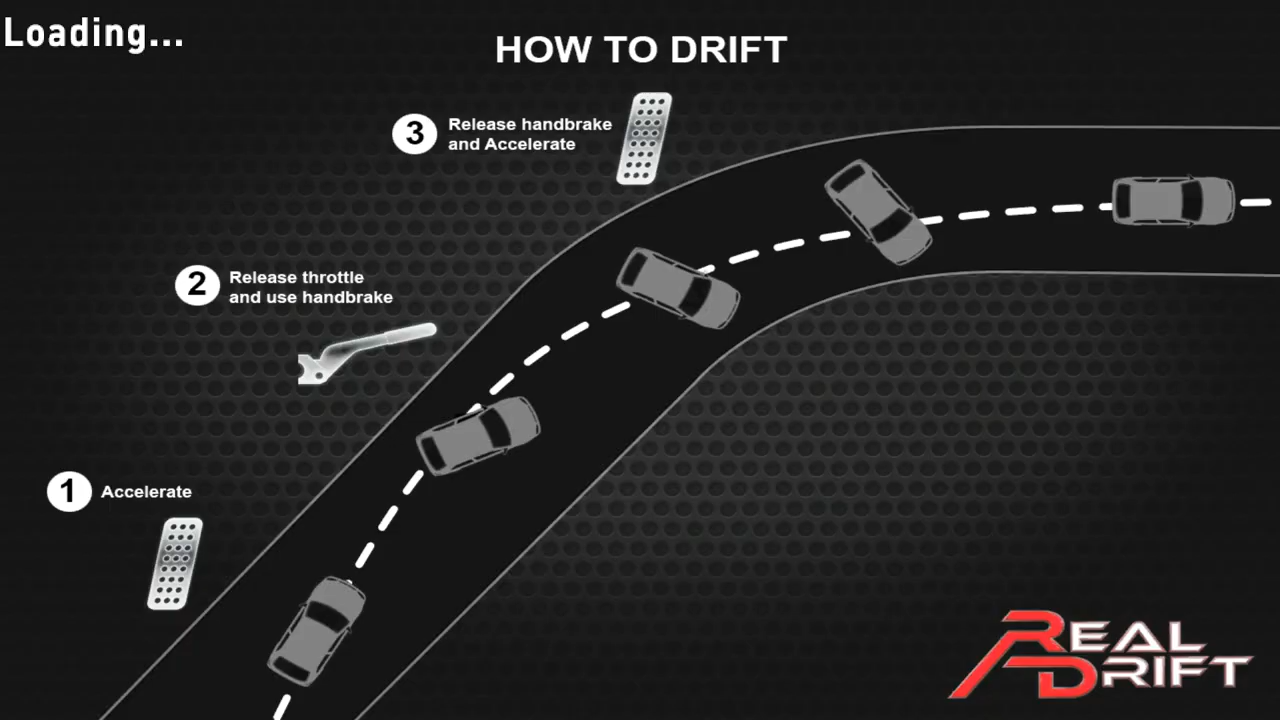 Loading...
HOW TO DRIFT
3
Release handbrake
and Accelerate
2
Release throttle
and use handbrake
1
Accelerate
REAL
DRIFT